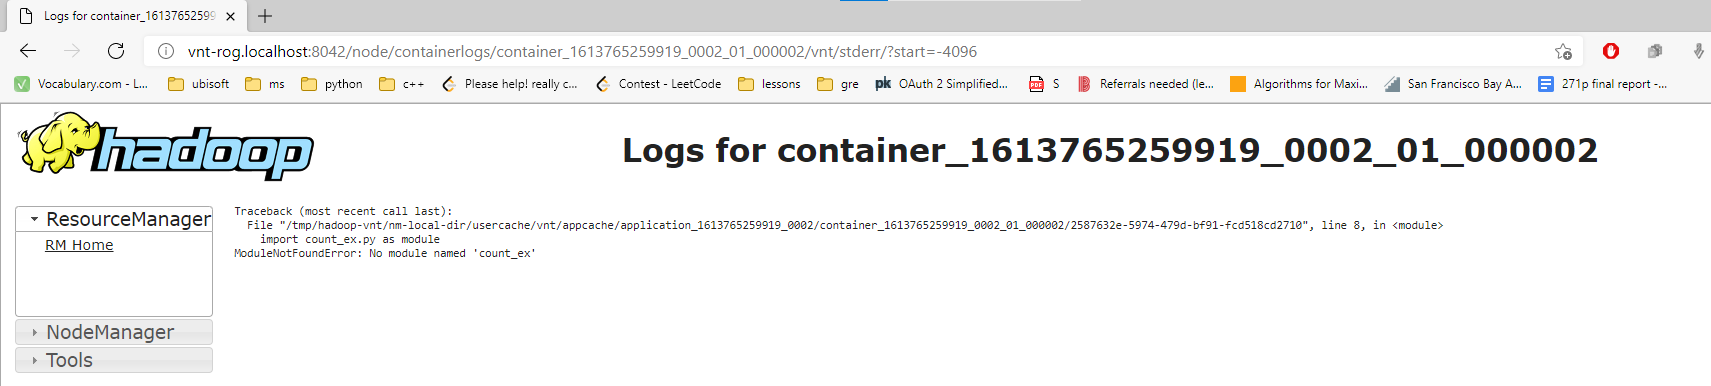 Logs for container_16137652599
vnt-rog.localhost:8042/node/containerlogs/container_1613765259919_0002_01_000002/vnt/stderr/?start=-4096
Vocabulary.com - L... ubisoft ms python c++ Please help! really c... Contest - LeetCode lessons gre pk OAuth 2 Simplified... PDF S Referrals needed (le... Algorithms for Maxi... San Francisco Bay A... 271p final report -...
hadoop
Logs for container_1613765259919_0002_01_000002
ResourceManager
RM Home
NodeManager
Tools
Traceback (most recent call last):
File "/tmp/hadoop-vnt/nm-local-dir/usercache/vnt/appcache/application_1613765259919_0002/container_1613765259919_0002_01_000002/2587632e-5974-479d-bf91-fcd518cd2710", line 8, in <module>
import count_ex.py as module
ModuleNotFoundError: No module named 'count_ex'